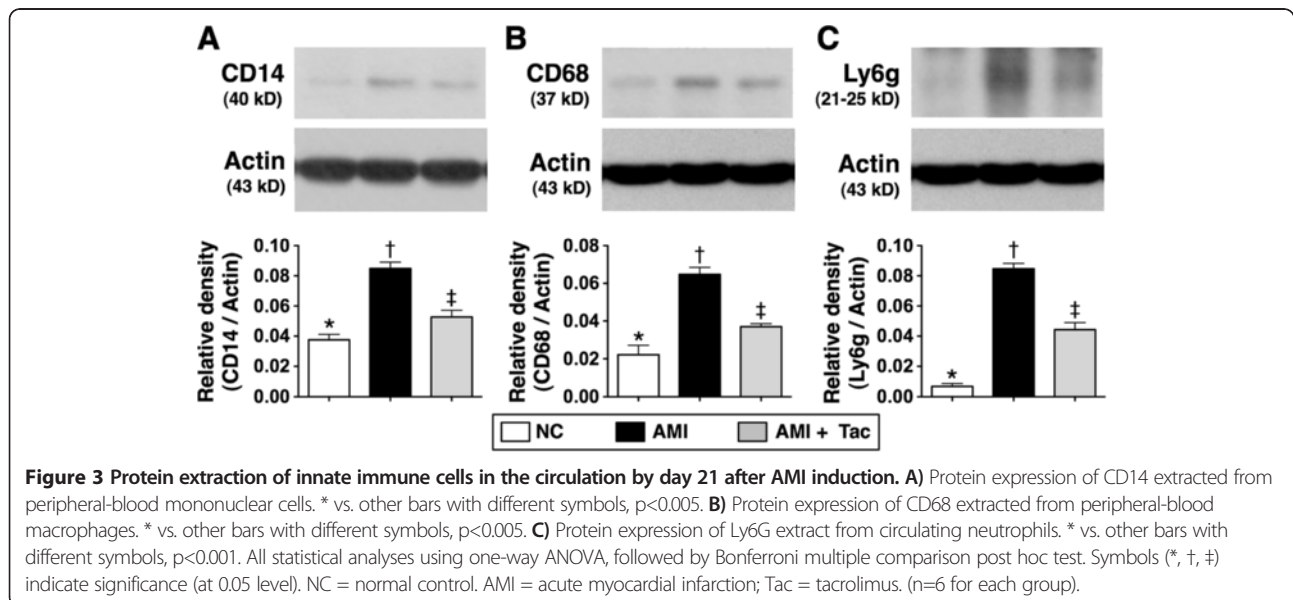 A
CD14
(40 kD)
Actin
(43 kD)
Relative density
(CD14 / Actin)
0.10
0.08
0.06
0.04
0.02
0.00
*
†
‡
B
CD68
(37 kD)
Actin
(43 kD)
Relative density
(CD68 / Actin)
0.08
0.06
0.04
0.02
0.00
*
†
‡
C
Ly6g
(21-25 kD)
Actin
(43 kD)
Relative density
(Ly6g / Actin)
0.10
0.08
0.06
0.04
0.02
0.00
*
†
‡
NC AMI AMI + Tac
Figure 3 Protein extraction of innate immune cells in the circulation by day 21 after AMI induction. A) Protein expression of CD14 extracted from
peripheral-blood mononuclear cells. * vs. other bars with different symbols, p<0.005. B) Protein expression of CD68 extracted from peripheral-blood
macrophages. * vs. other bars with different symbols, p<0.005. C) Protein expression of Ly6G extract from circulating neutrophils. * vs. other bars with
different symbols, p<0.001. All statistical analyses using one-way ANOVA, followed by Bonferroni multiple comparison post hoc test. Symbols (*, †, ‡)
indicate significance (at 0.05 level). NC = normal control. AMI = acute myocardial infarction; Tac = tacrolimus. (n=6 for each group).